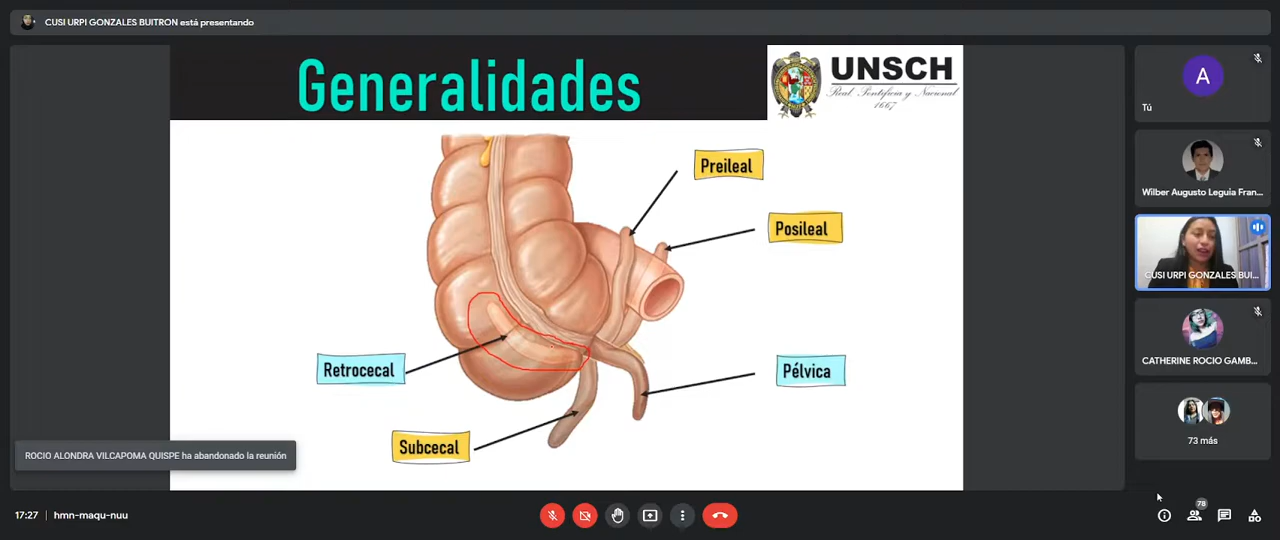 CUSI URPI GONZALES BUITRON está presentando
Generalidades
UNSCH
Real Pontificia y Nacional
1667
Preileal
Posileal
Retrocecal
Pélvica
Subcecal
A
Tú
Wilber Augusto Leguia Fran...
CUSI URPI GONZALES BUI...
CATHERINE ROCIO GAMB...
73 más
ROCIO ALONDRA VILCAPOMA QUISPE ha abandonado la reunión
17:27 hmn-maqu-nuu
78